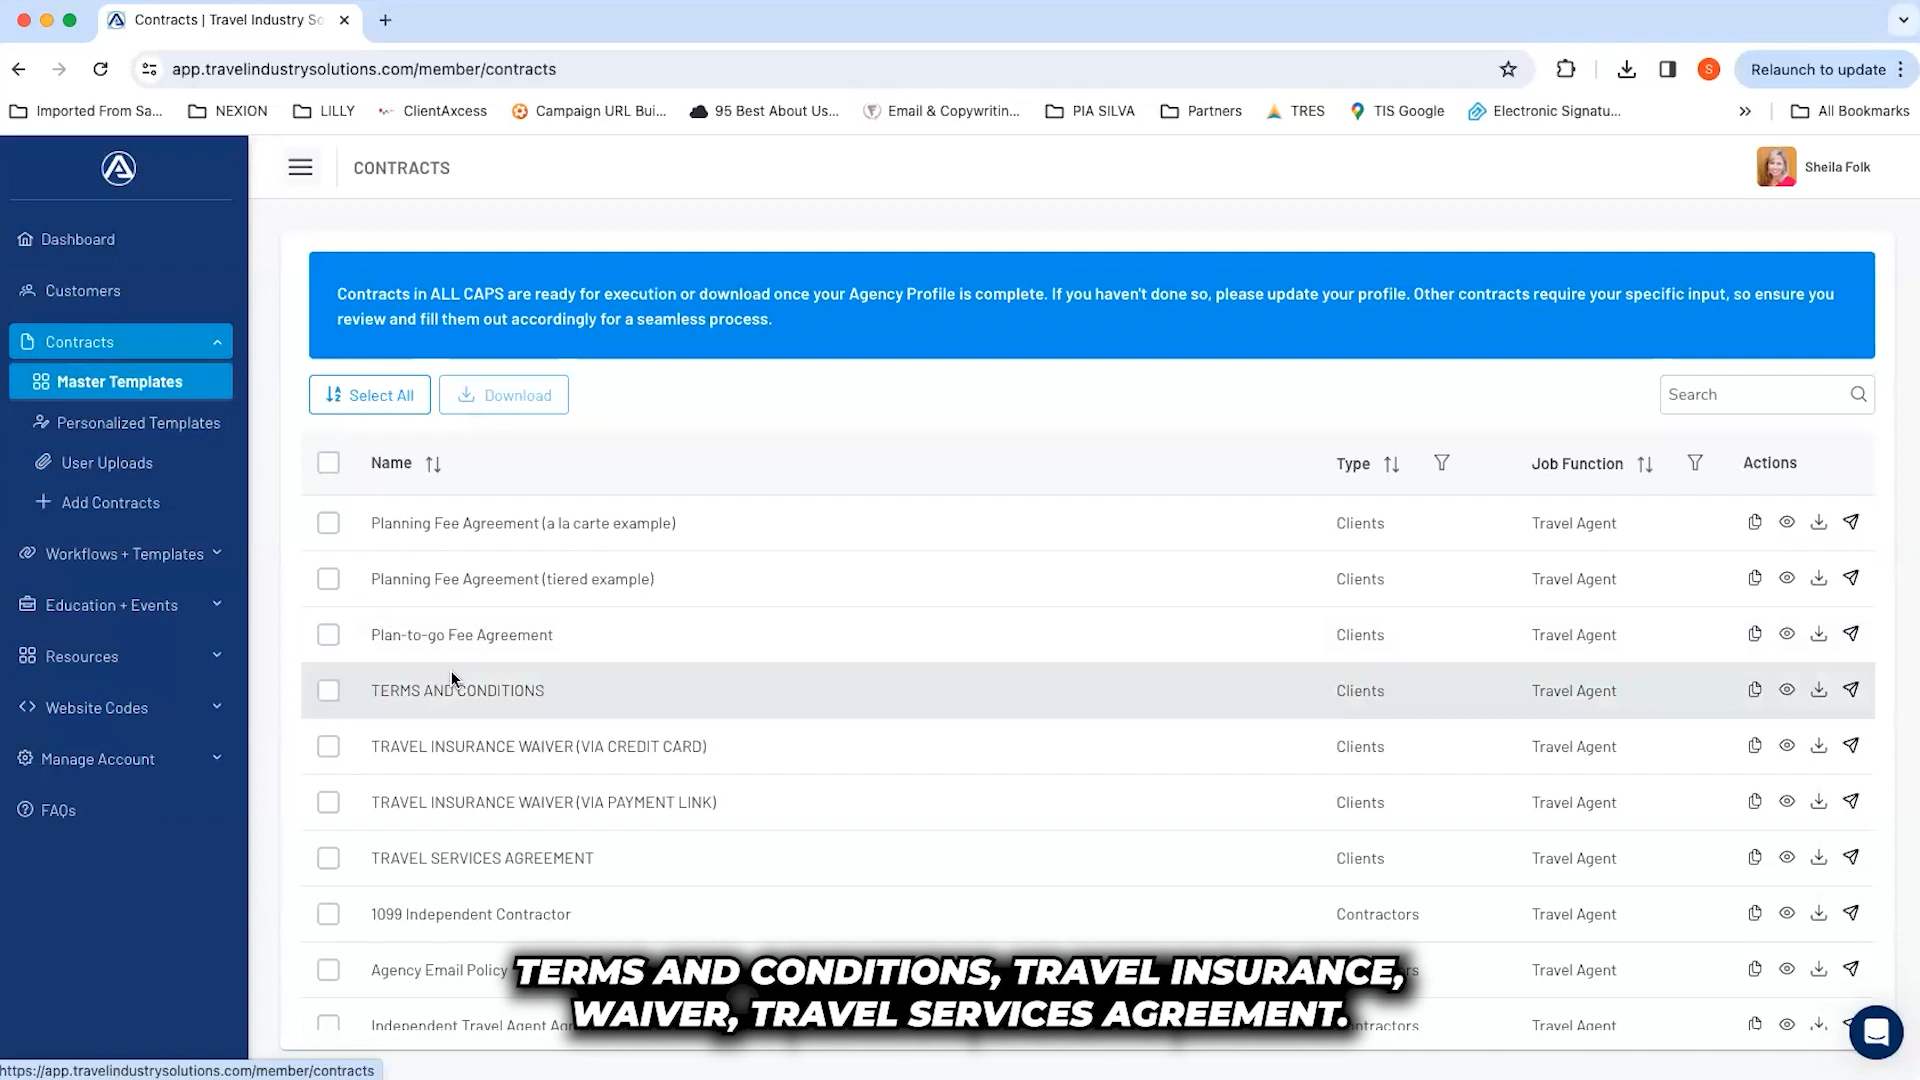 Contracts | Travel Industry So
app.travelindustrysolutions.com/member/contracts
S
Relaunch to update
Imported From Sa...
NEXION
LILLY
ClientAxcess
Campaign URL Bui...
95 Best About Us...
Email & Copywritin...
PIA SILVA
Partners
TRES
TIS Google
Electronic Signatu...
All Bookmarks
CONTRACTS
Sheila Folk
Dashboard
Customers
Contracts
Master Templates
Personalized Templates
User Uploads
Add Contracts
Workflows + Templates
Education + Events
Resources
Website Codes
Manage Account
FAQs
Contracts in ALL CAPS are ready for execution or download once your Agency Profile is complete. If you haven't done so, please update your profile. Other contracts require your specific input, so ensure you
review and fill them out accordingly for a seamless process.
Select All
Download
Search
Name Type Job Function Actions
Planning Fee Agreement (a la carte example) Clients Travel Agent
Planning Fee Agreement (tiered example) Clients Travel Agent
Plan-to-go Fee Agreement Clients Travel Agent
TERMS AND CONDITIONS Clients Travel Agent
TRAVEL INSURANCE WAIVER (VIA CREDIT CARD) Clients Travel Agent
TRAVEL INSURANCE WAIVER (VIA PAYMENT LINK) Clients Travel Agent
TRAVEL SERVICES AGREEMENT Clients Travel Agent
1099 Independent Contractor Contractors Travel Agent
Agency Email Policy Travel Agent
Independent Travel Agent Travel Agent
TERMS AND CONDITIONS, TRAVEL INSURANCE,
WAIVER, TRAVEL SERVICES AGREEMENT.
https://app.travelindustrysolutions.com/member/contracts